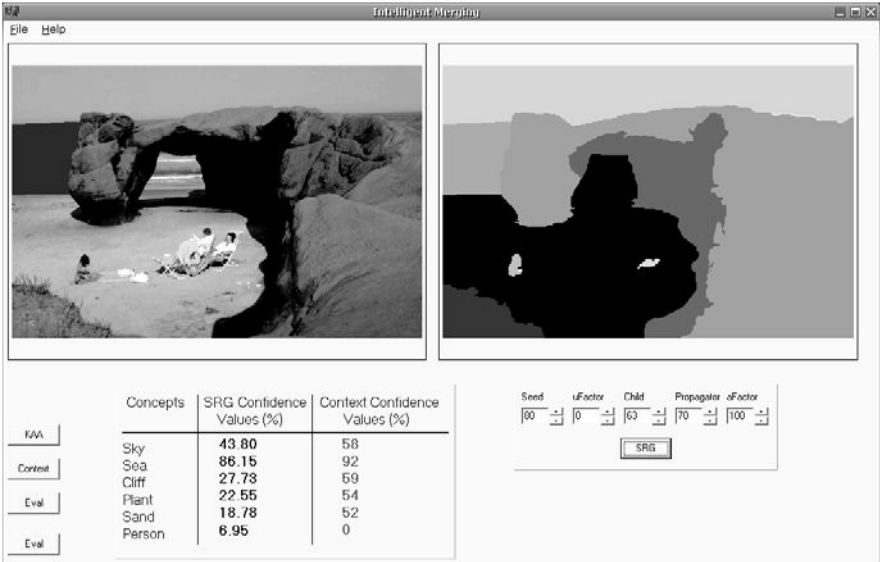 Intelligent Merging
File Help
Concepts SRG Confidence Values (%) Context Confidence Values (%)
Sky 43.80 58
Sea 86.15 92
Cliff 27.73 59
Plant 22.55 54
Sand 18.78 52
Person 6.95 0
Seed uFactor Child Propagator aFactor
80 0 63 70 100
SRG
KAA
Context
Eval
Eval